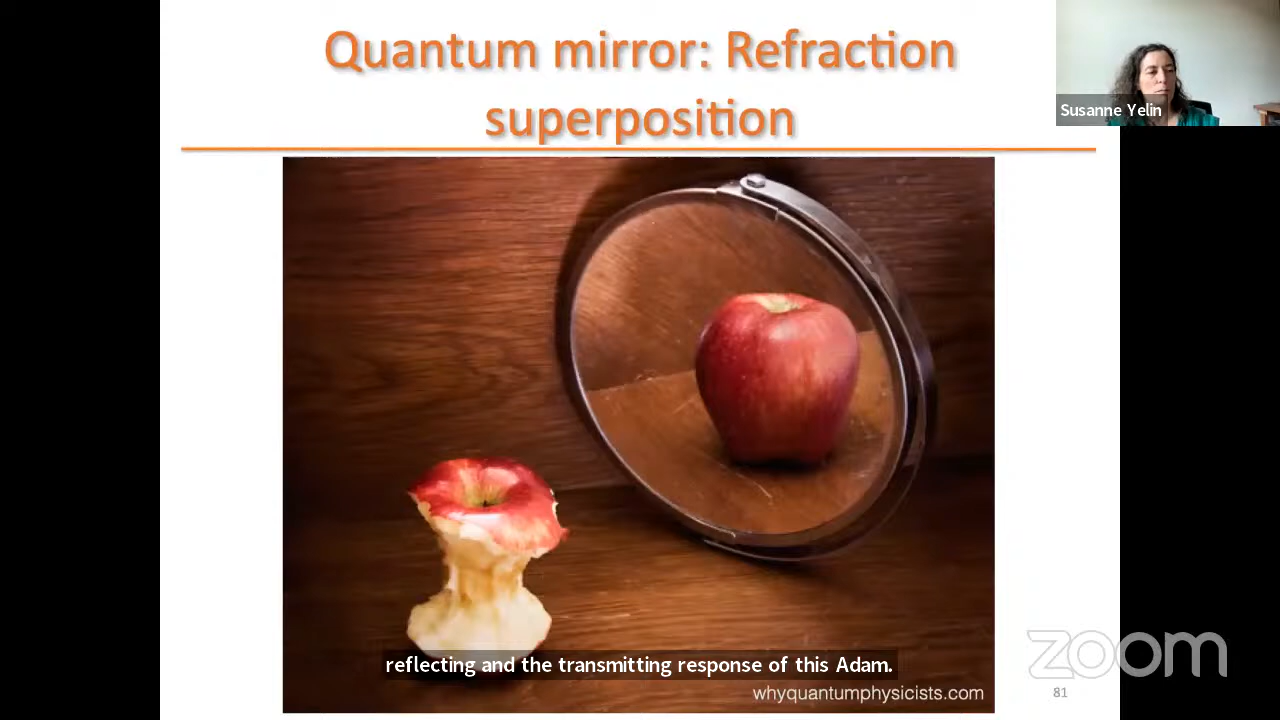 Quantum mirror: Refraction
superposition
Susanne Yelin
reflecting and the transmitting response of this Adam.
whyquantumphysicists.com
zoom
81